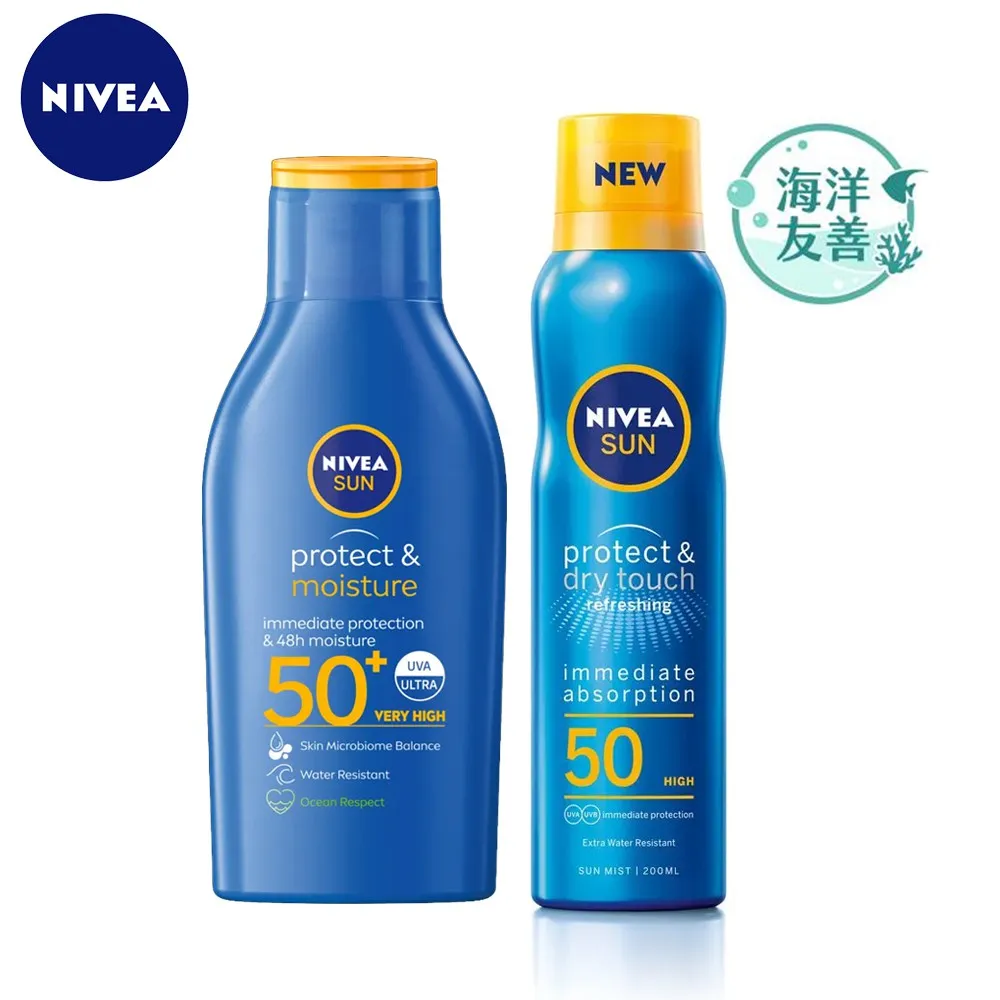 NIVEA
NIVEA
SUN
protect &
moisture
immediate protection
& 48h moisture
50+
UVA
ULTRA
VERY HIGH
Skin Microbiome Balance
Water Resistant
Ocean Respect
NEW
NIVEA
SUN
protect &
dry touch
refreshing
immediate
absorption
50
HIGH
UVA UVB immediate protection
Extra Water Resistant
SUN MIST | 200ML
海洋
友善